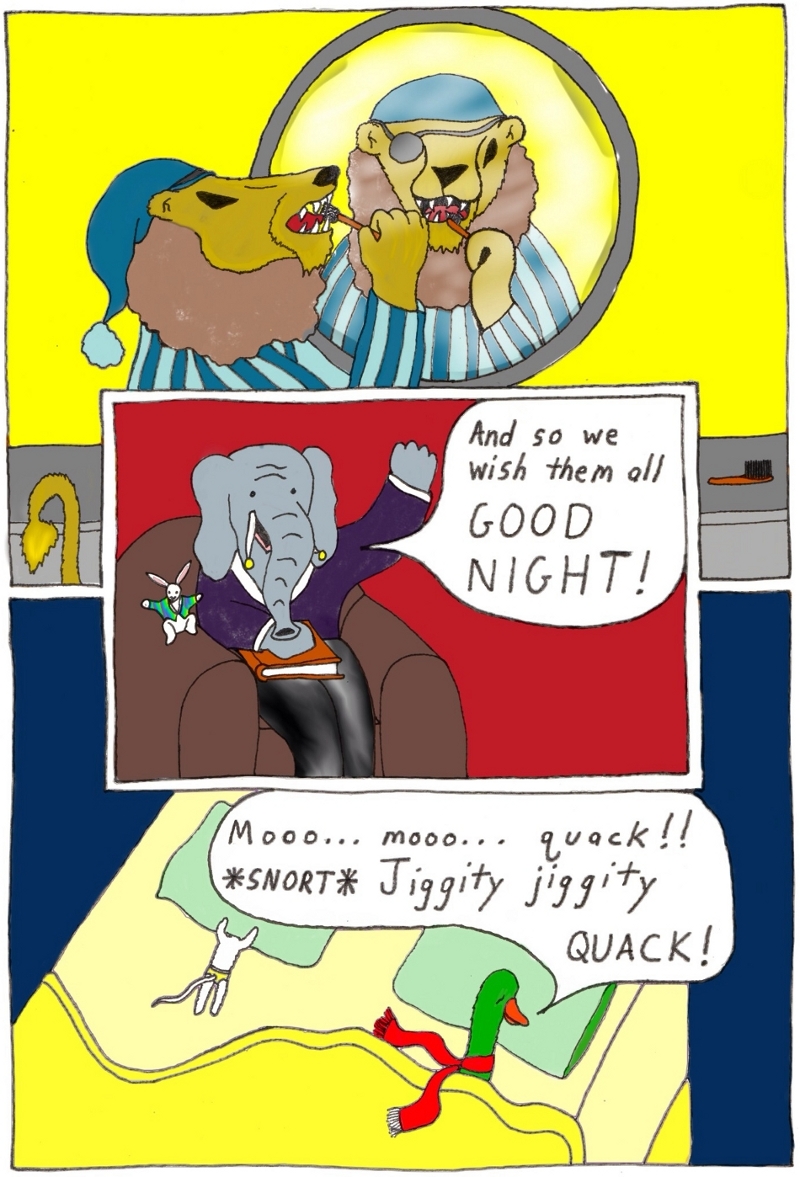 And so we
wish them all
GOOD
NIGHT!
Mooo... mooo... quack!!
*SNORT* Jiggity jiggity
QUACK!